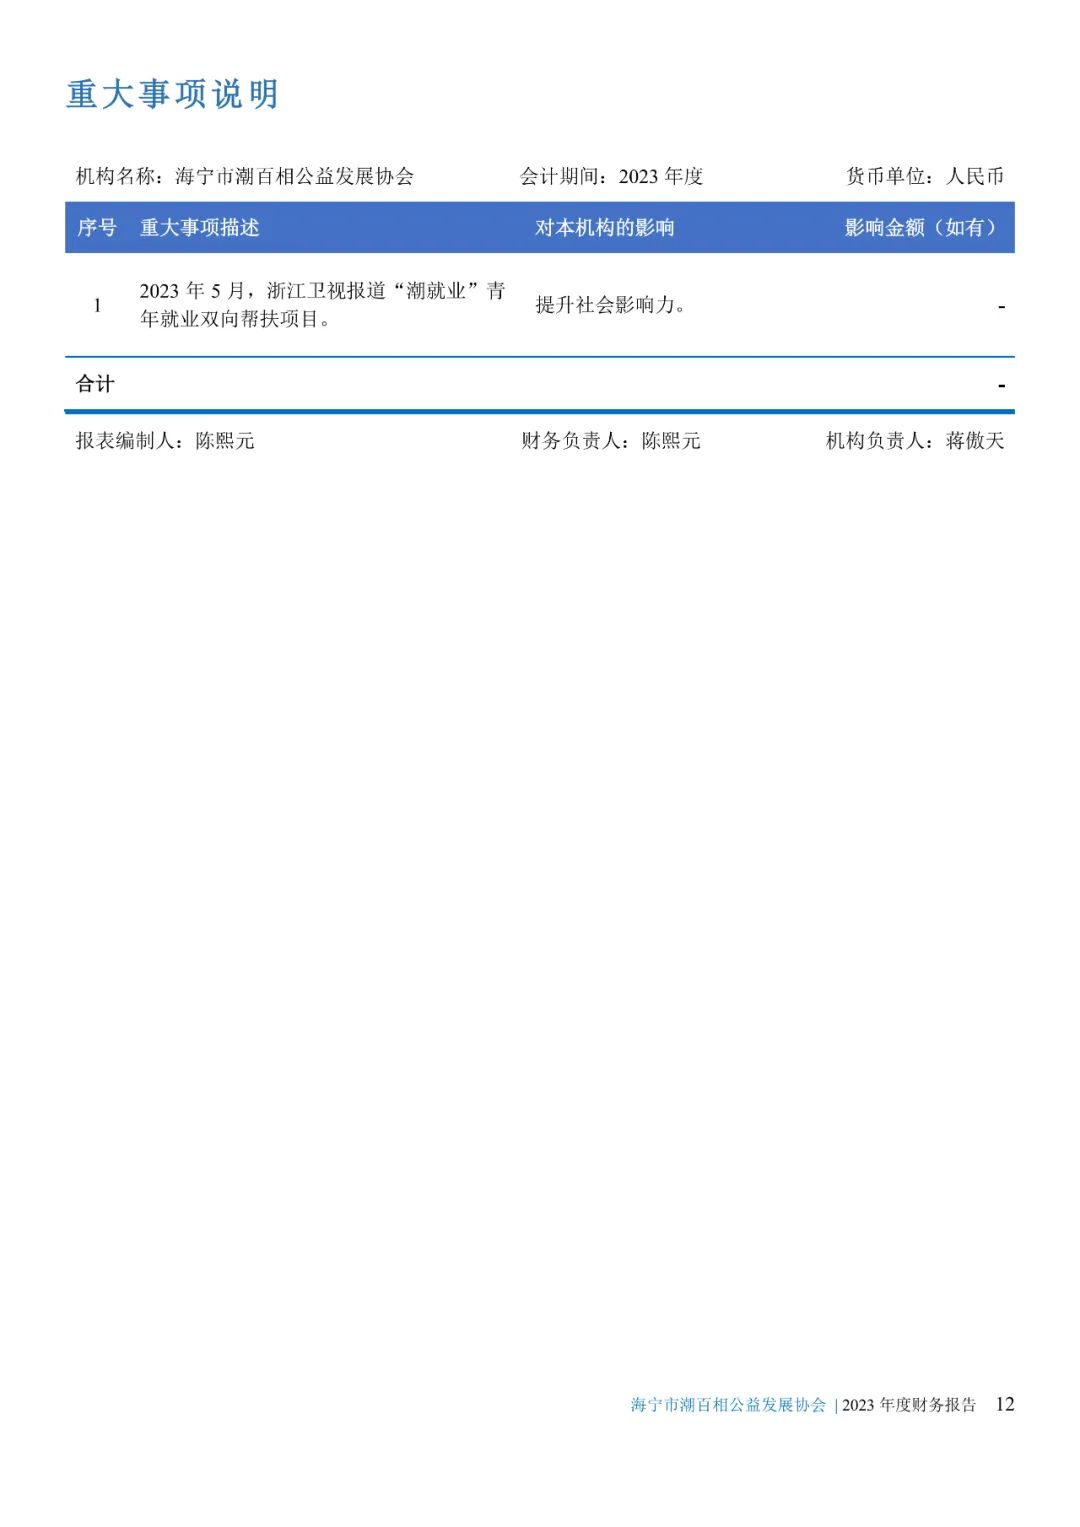 重大事项说明
机构名称：海宁市潮百相公益发展协会 会计期间：2023 年度 货币单位：人民币
序号 重大事项描述 对本机构的影响 影响金额（如有）
1 2023 年 5 月，浙江卫视报道“潮就业”青
年就业双向帮扶项目。 提升社会影响力。 -
合计 -
报表编制人：陈熙元 财务负责人：陈熙元 机构负责人：蒋傲天
海宁市潮百相公益发展协会 | 2023 年度财务报告 12